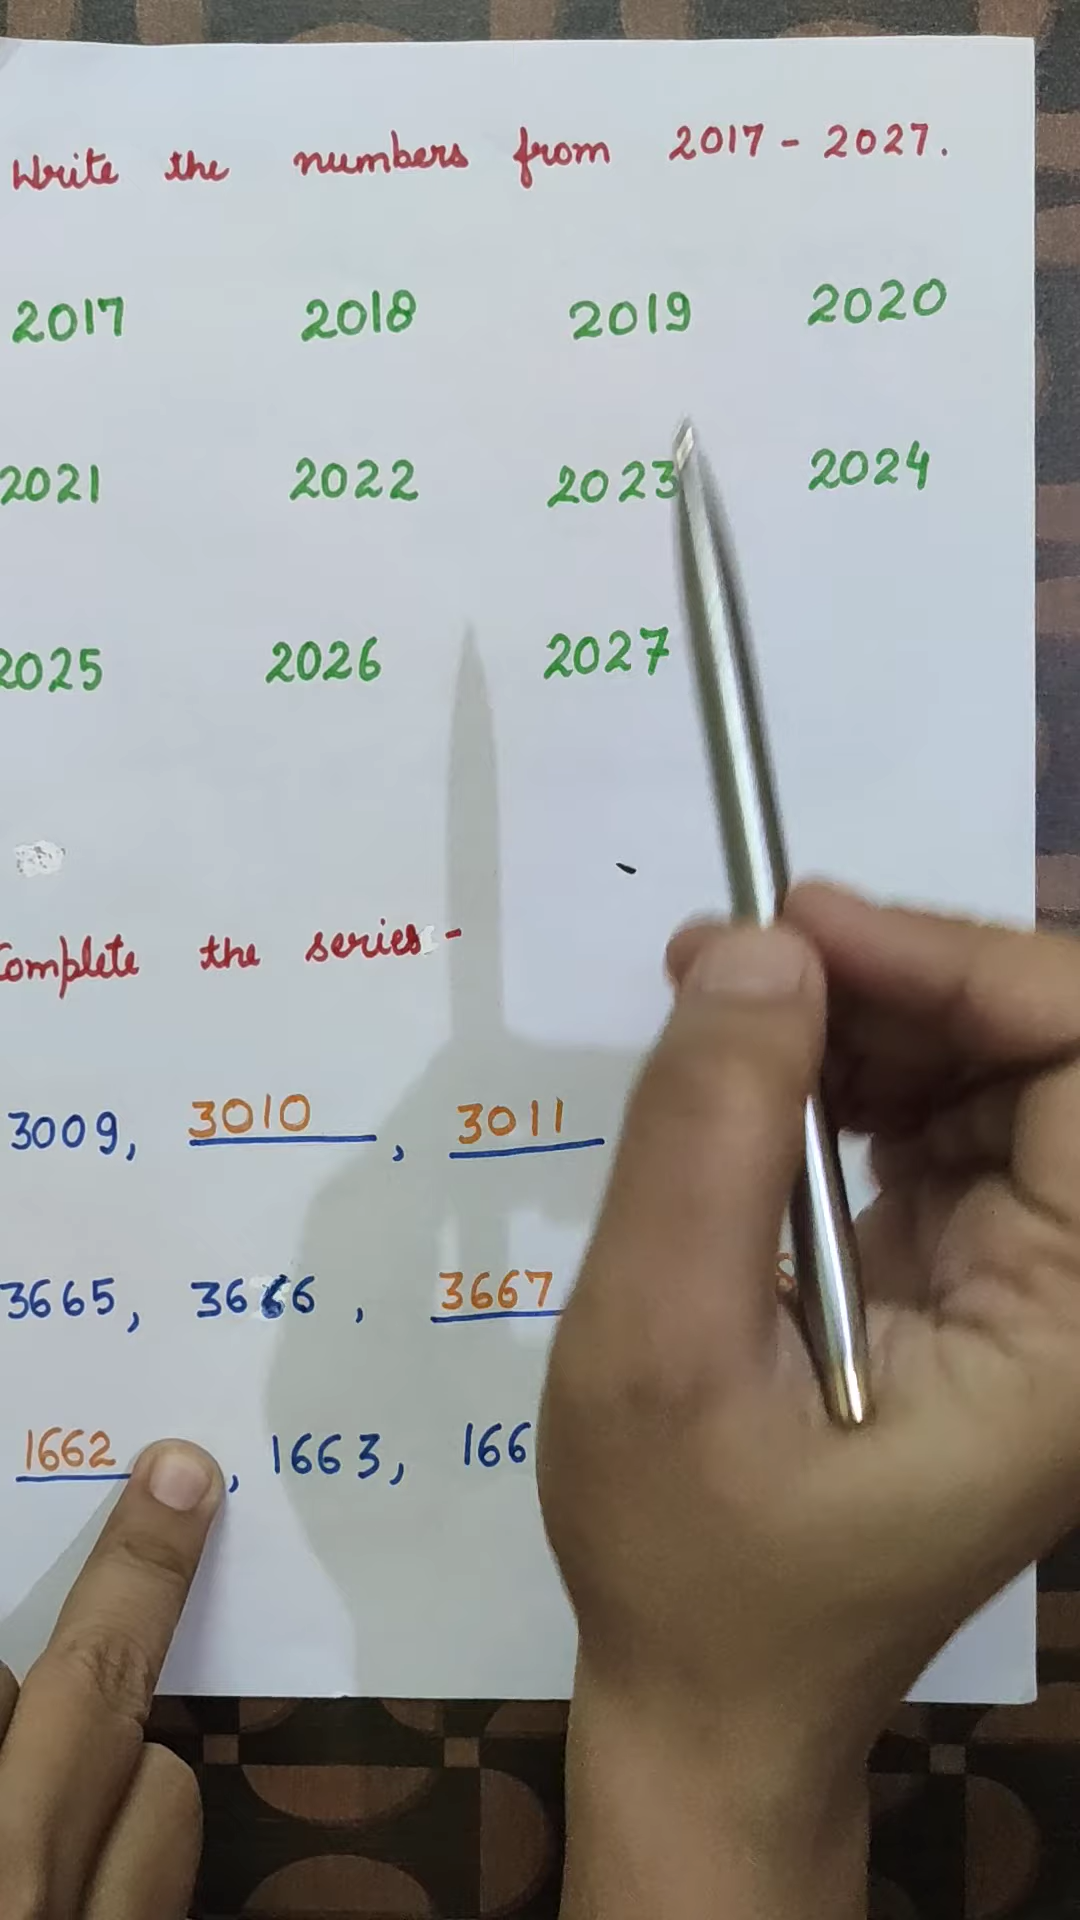 Write the numbers from 2017 - 2027.
2017 2018 2019 2020
2021 2022 2023 2024
2025 2026 2027
Complete the series -
3009, 3010, 3011
3665, 3666, 3667
1662, 1663, 166